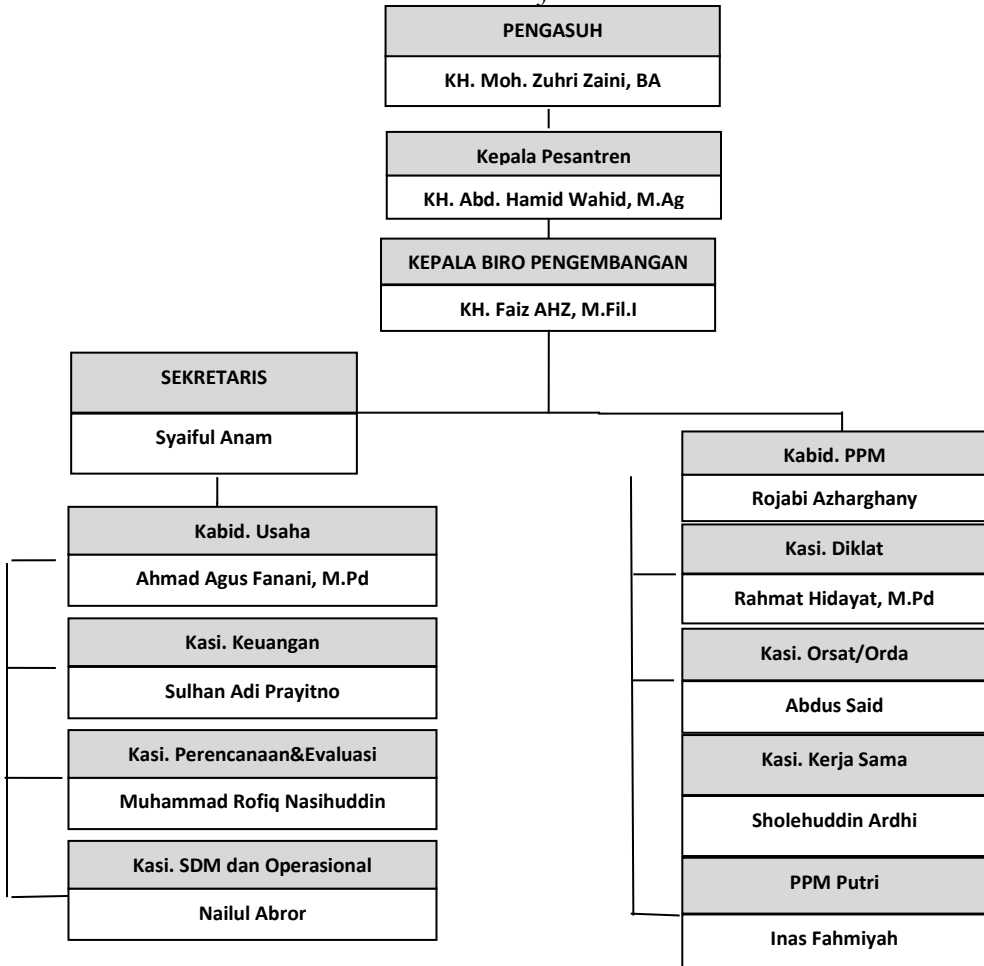 PENGASUH
KH. Moh. Zuhri Zaini, BA
Kepala Pesantren
KH. Abd. Hamid Wahid, M.Ag
KEPALA BIRO PENGEMBANGAN
KH. Faiz AHZ, M.Fil.I
SEKRETARIS
Syaiful Anam
Kabid. Usaha
Ahmad Agus Fanani, M.Pd
Kasi. Keuangan
Sulhan Adi Prayitno
Kasi. Perencanaan&Evaluasi
Muhammad Rofiq Nasihuddin
Kasi. SDM dan Operasional
Nailul Abror
Kabid. PPM
Rojabi Azharghany
Kasi. Diklat
Rahmat Hidayat, M.Pd
Kasi. Orsat/Orda
Abdus Said
Kasi. Kerja Sama
Sholehuddin Ardhi
PPM Putri
Inas Fahmiyah